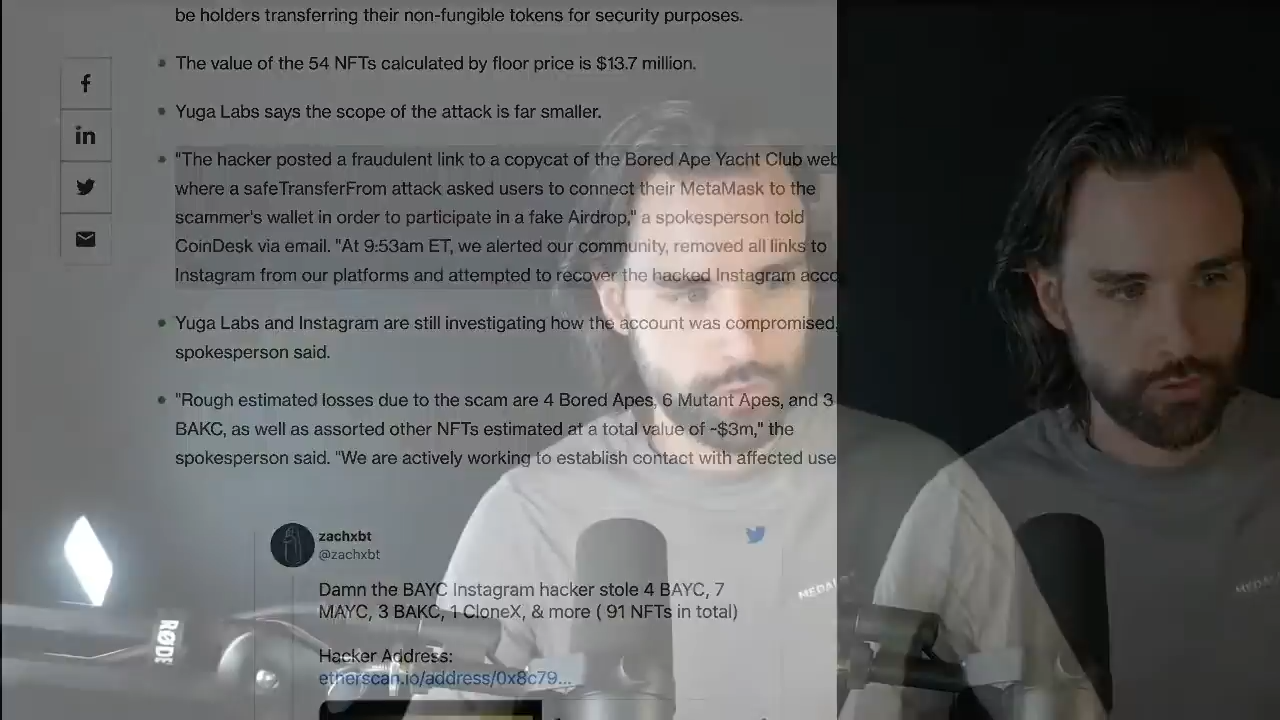 be holders transferring their non-fungible tokens for security purposes.
The value of the 54 NFTs calculated by floor price is $13.7 million.
Yuga Labs says the scope of the attack is far smaller.
"The hacker posted a fraudulent link to a copycat of the Bored Ape Yacht Club web
where a safeTransferFrom attack asked users to connect their MetaMask to the
scammer's wallet in order to participate in a fake Airdrop," a spokesperson told
CoinDesk via email. "At 9:53am ET, we alerted our community, removed all links to
Instagram from our platforms and attempted to recover the hacked Instagram acco
Yuga Labs and Instagram are still investigating how the account was compromised,
spokesperson said.
"Rough estimated losses due to the scam are 4 Bored Apes, 6 Mutant Apes, and 3
BAKC, as well as assorted other NFTs estimated at a total value of ~$3m," the
spokesperson said. "We are actively working to establish contact with affected use
zachxbt
@zachxbt
Damn the BAYC Instagram hacker stole 4 BAYC, 7
MAYC, 3 BAKC, 1 CloneX, & more ( 91 NFTs in total)
Hacker Address:
etherscan.io/address/0x8c79...
RØDE